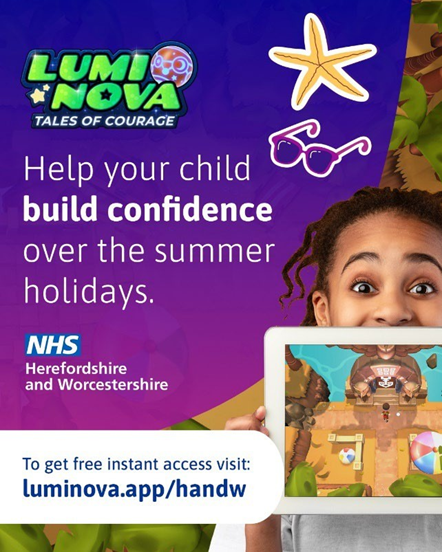 LUMI
NOVA
TALES OF COURAGE
Help your child
build confidence
over the summer
holidays.
NHS
Herefordshire
and Worcestershire
To get free instant access visit:
luminova.app/handw